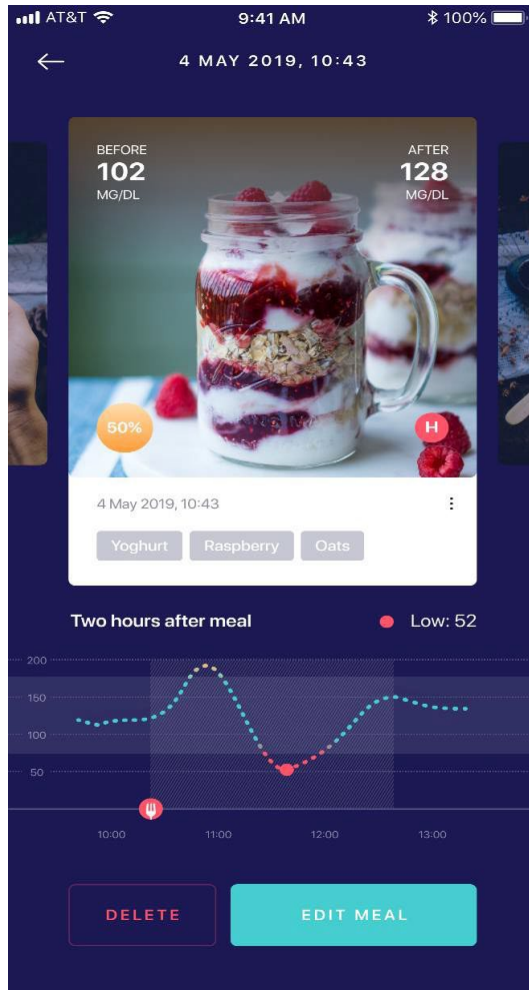 AT&T 9:41 AM 100%
4 MAY 2019, 10:43
BEFORE AFTER
102 128
MG/DL MG/DL
50% H
4 May 2019, 10:43
Yoghurt Raspberry Oats
Two hours after meal Low: 52
200
150
100
50
10:00 11:00 12:00 13:00
DELETE EDIT MEAL